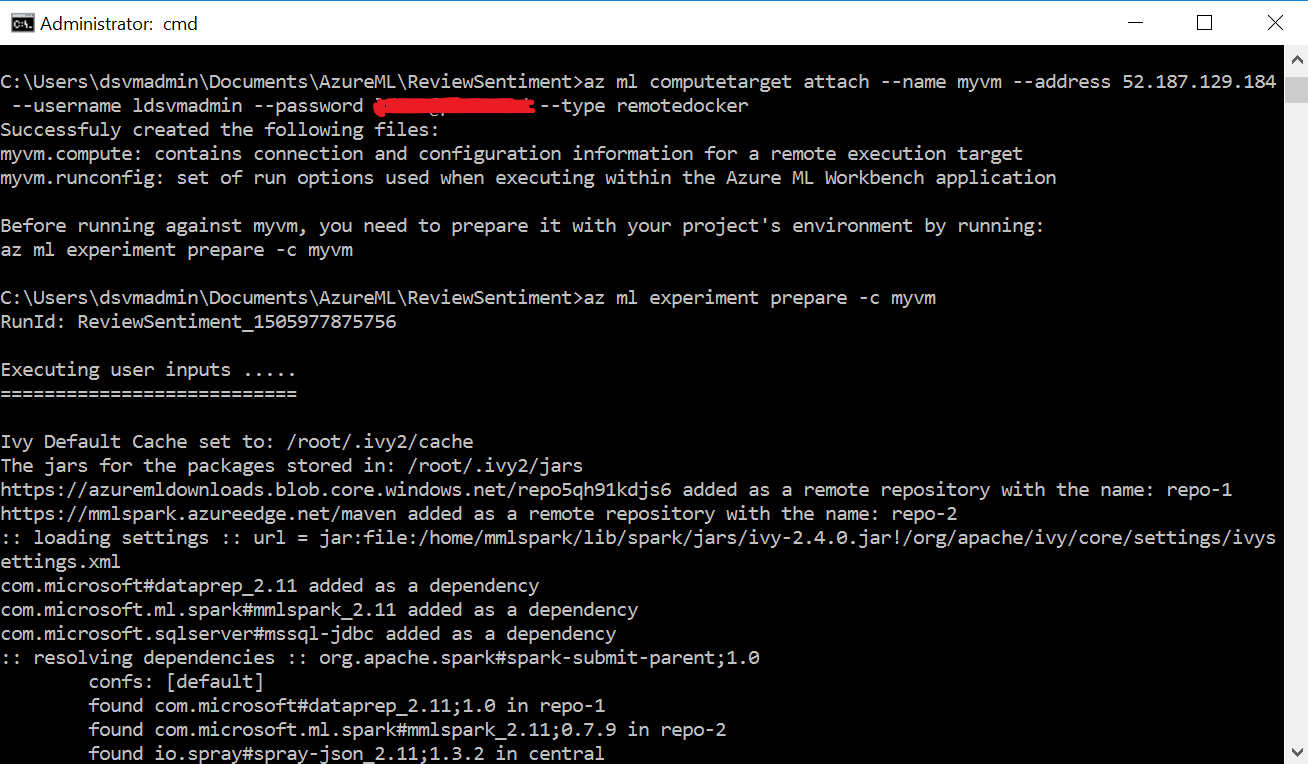 Administrator: cmd
C:\Users\dsvmadmin\Documents\AzureML\ReviewSentiment>az ml computetarget attach --name myvm --address 52.187.129.184
--username ldsvmadmin --password --type remotedocker
Successfuly created the following files:
myvm.compute: contains connection and configuration information for a remote execution target
myvm.runconfig: set of run options used when executing within the Azure ML Workbench application
Before running against myvm, you need to prepare it with your project's environment by running:
az ml experiment prepare -c myvm
C:\Users\dsvmadmin\Documents\AzureML\ReviewSentiment>az ml experiment prepare -c myvm
RunId: ReviewSentiment_1505977875756
Executing user inputs .....
===========================
Ivy Default Cache set to: /root/.ivy2/cache
The jars for the packages stored in: /root/.ivy2/jars
https://azuremldownloads.blob.core.windows.net/repo5qh91kdjs6 added as a remote repository with the name: repo-1
https://mmlspark.azureedge.net/maven added as a remote repository with the name: repo-2
:: loading settings :: url = jar:file:/home/mmlspark/lib/spark/jars/ivy-2.4.0.jar!/org/apache/ivy/core/settings/ivys
ettings.xml
com.microsoft#dataprep_2.11 added as a dependency
com.microsoft.ml.spark#mmlspark_2.11 added as a dependency
com.microsoft.sqlserver#mssql-jdbc added as a dependency
:: resolving dependencies :: org.apache.spark#spark-submit-parent;1.0
confs: [default]
found com.microsoft#dataprep_2.11;1.0 in repo-1
found com.microsoft.ml.spark#mmlspark_2.11;0.7.9 in repo-2
found io.spray#spray-json_2.11;1.3.2 in central